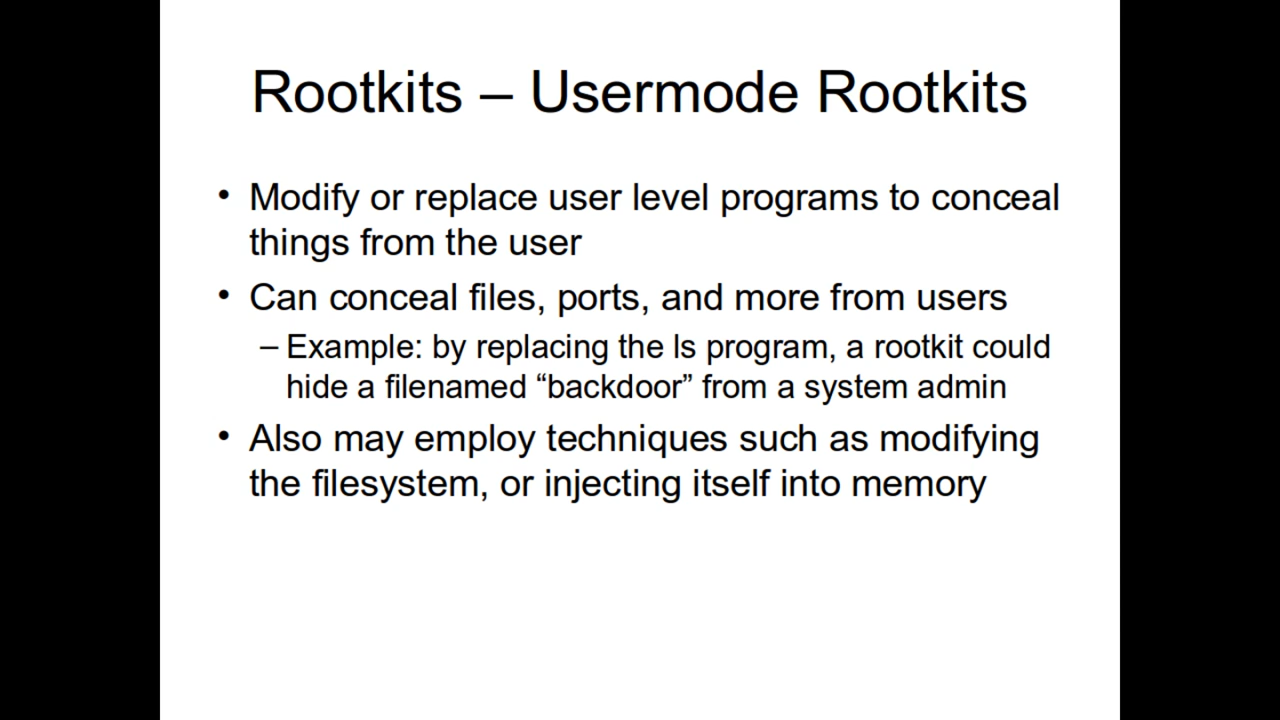 Rootkits – Usermode Rootkits
• Modify or replace user level programs to conceal
things from the user
• Can conceal files, ports, and more from users
– Example: by replacing the ls program, a rootkit could
hide a filenamed “backdoor” from a system admin
• Also may employ techniques such as modifying
the filesystem, or injecting itself into memory